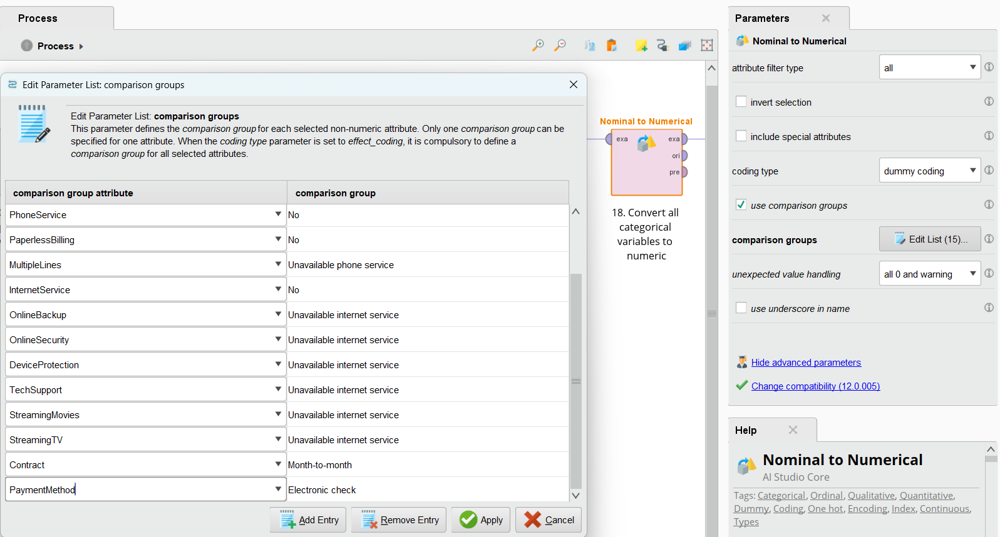 Process
Process
Edit Parameter List: comparison groups
Edit Parameter List: comparison groups
This parameter defines the comparison group for each selected non-numeric attribute. Only one comparison group can be
specified for one attribute. When the coding type parameter is set to effect_coding, it is compulsory to define a
comparison group for all selected attributes.
comparison group attribute comparison group
PhoneService No
PaperlessBilling No
MultipleLines Unavailable phone service
InternetService No
OnlineBackup Unavailable internet service
OnlineSecurity Unavailable internet service
DeviceProtection Unavailable internet service
TechSupport Unavailable internet service
StreamingMovies Unavailable internet service
StreamingTV Unavailable internet service
Contract Month-to-month
PaymentMethod Electronic check
Add Entry Remove Entry Apply Cancel
Nominal to Numerical
exa exa
ori
pre
18. Convert all
categorical
variables to
numeric
Parameters
Nominal to Numerical
attribute filter type all
invert selection
include special attributes
coding type dummy coding
use comparison groups
comparison groups Edit List (15)...
unexpected value handling all 0 and warning
use underscore in name
Hide advanced parameters
Change compatibility (12.0.005)
Help
Nominal to Numerical
AI Studio Core
Tags: Categorical, Ordinal, Qualitative, Quantitative,
Dummy, Coding, One hot, Encoding, Index, Continuous,
Types